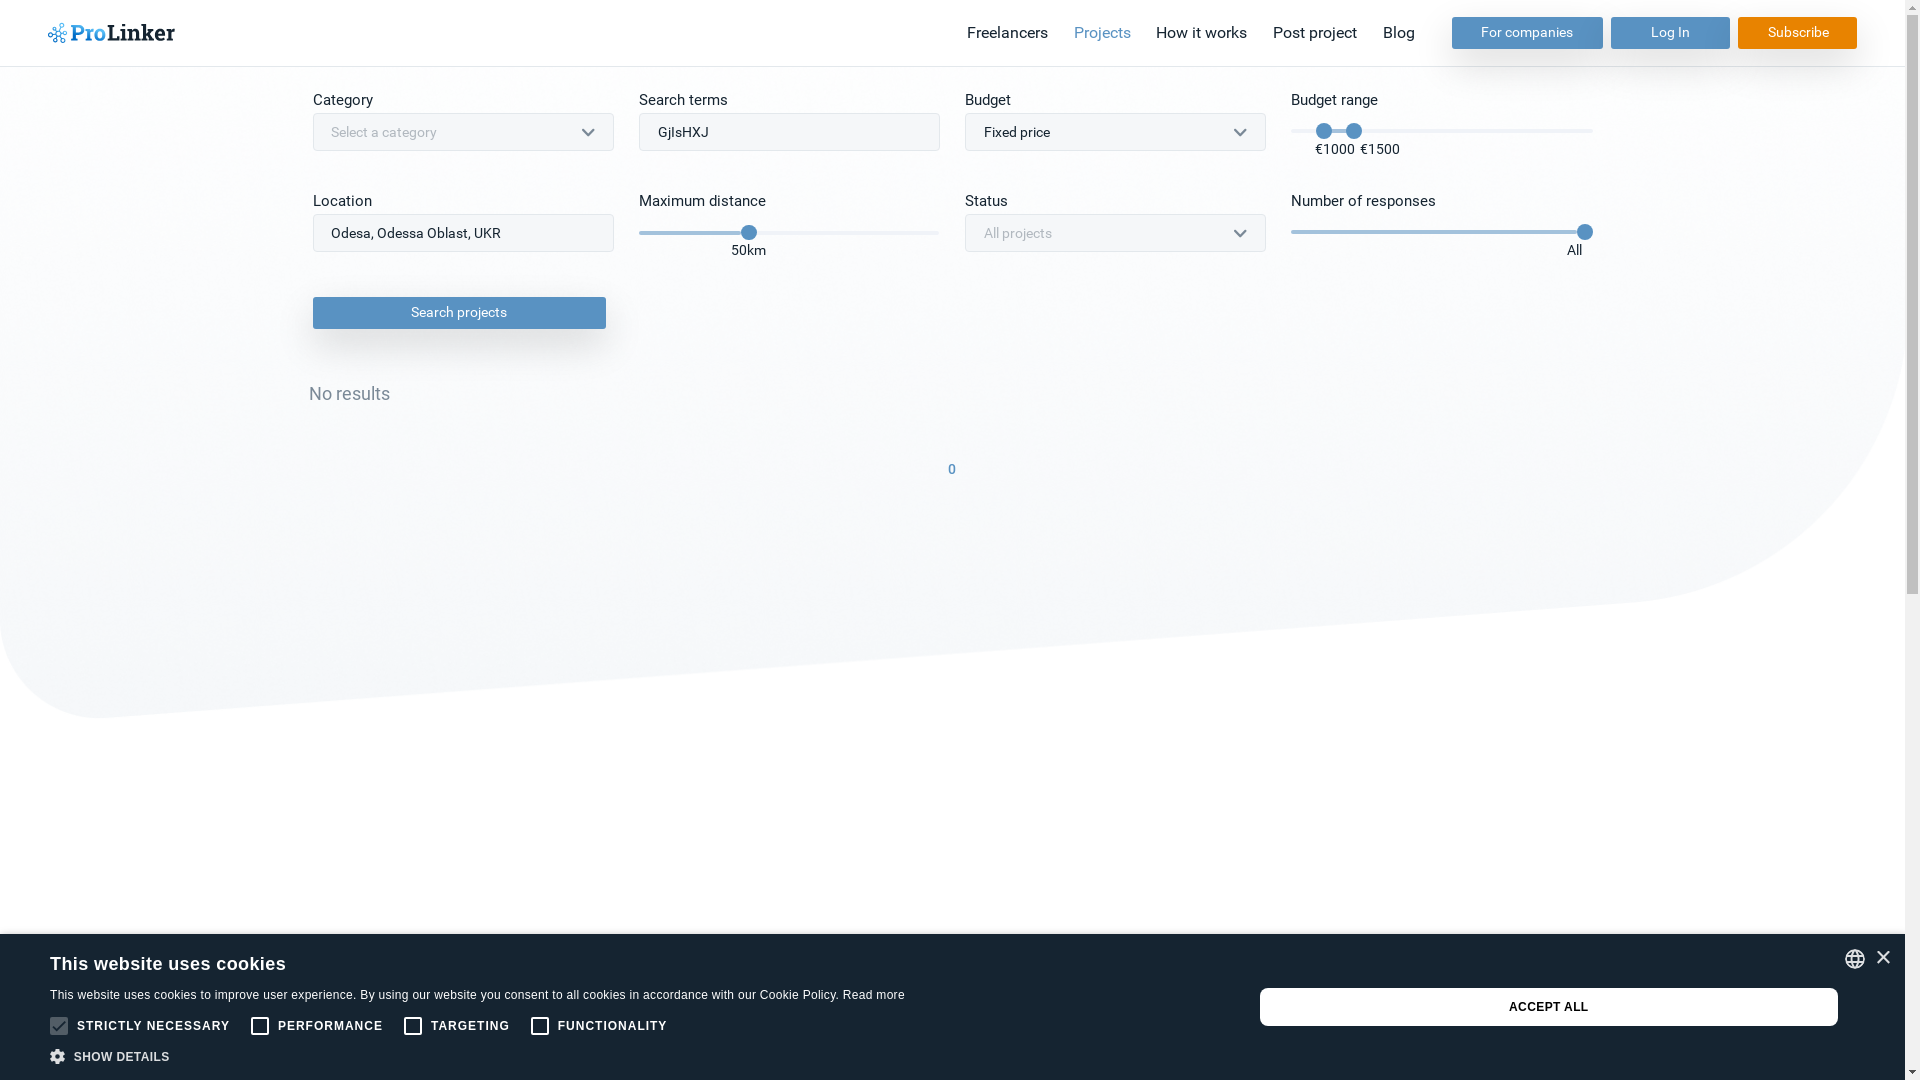 ProLinker
Freelancers
Projects
How it works
Post project
Blog
For companies
Log In
Subscribe
Category
Search terms
Budget
Budget range
Select a category
GjIsHXJ
Fixed price
€1000 €1500
Location
Maximum distance
Status
Number of responses
Odesa, Odessa Oblast, UKR
50km
All projects
All
Search projects
No results
0
This website uses cookies
This website uses cookies to improve user experience. By using our website you consent to all cookies in accordance with our Cookie Policy. Read more
STRICTLY NECESSARY
PERFORMANCE
TARGETING
FUNCTIONALITY
SHOW DETAILS
ACCEPT ALL
×